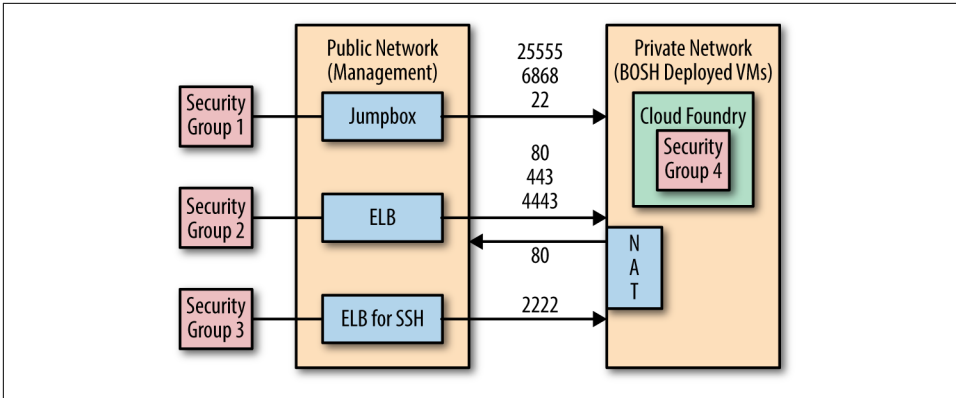 Public Network
(Management)
25555
6868
22
Private Network
(BOSH Deployed VMs)
Security
Group 1
Jumpbox
Cloud Foundry
Security
Group 4
80
443
4443
Security
Group 2
ELB
80
N
A
T
Security
Group 3
ELB for SSH
2222